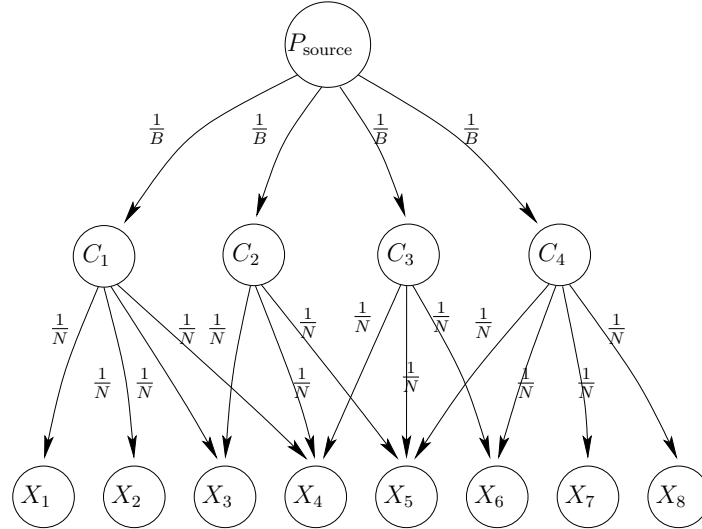 P_source
1/B 1/B 1/B 1/B
C_1 C_2 C_3 C_4
1/N 1/N 1/N 1/N 1/N 1/N 1/N 1/N
1/N 1/N 1/N 1/N 1/N 1/N
X_1 X_2 X_3 X_4 X_5 X_6 X_7 X_8